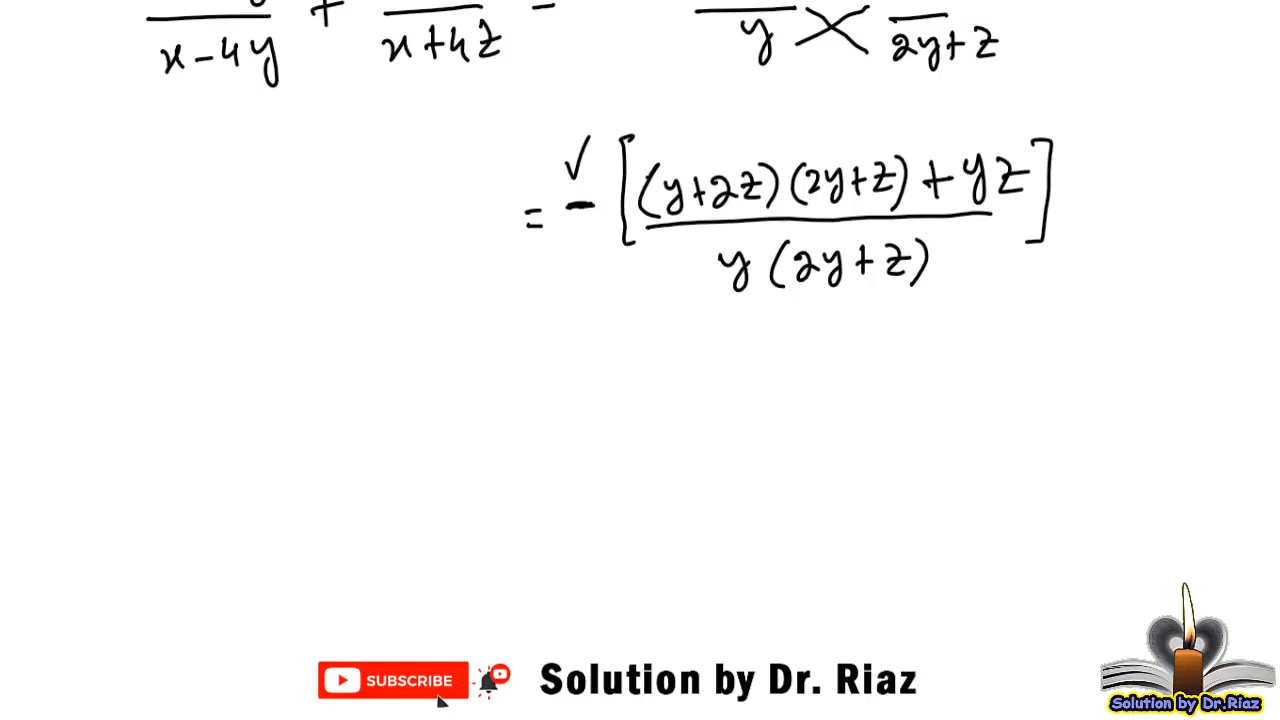 x-4y + x+4z = y 2y+z
= - [(y+2z)(2y+z) + yz]
y (2y+z)
SUBSCRIBE Solution by Dr. Riaz
Solution by Dr.Riaz